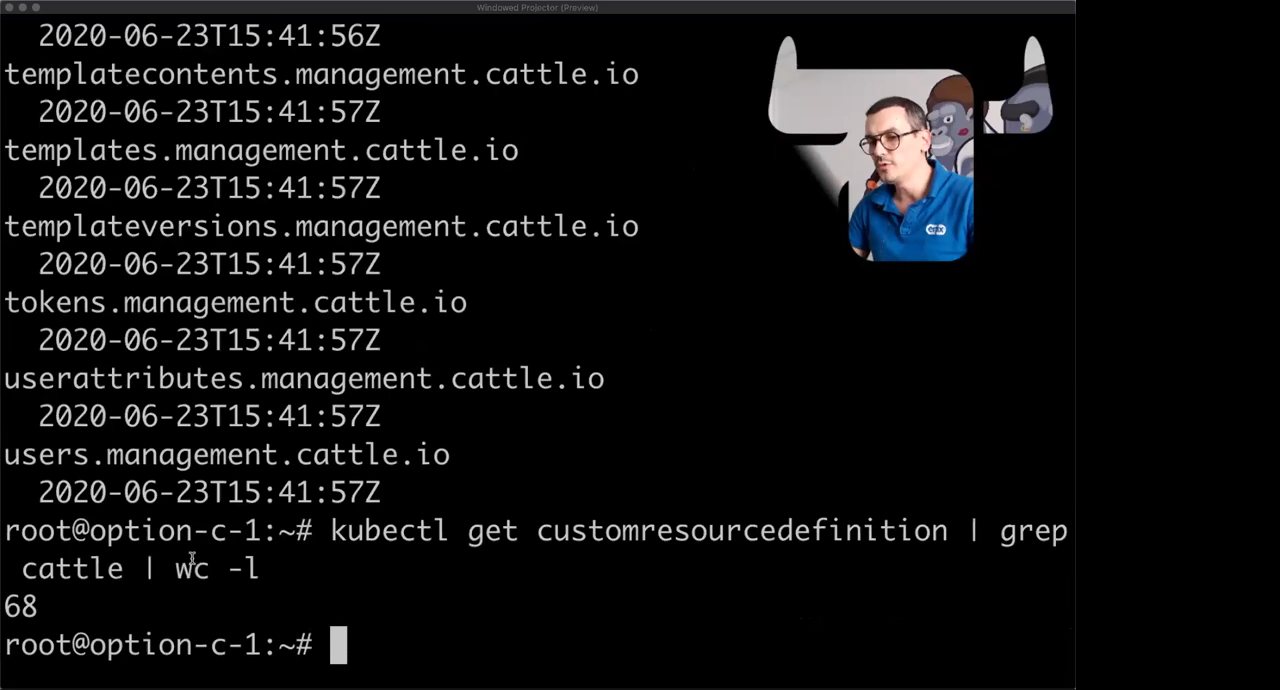 Windowed Projector (Preview)
2020-06-23T15:41:56Z
templatecontents.management.cattle.io
2020-06-23T15:41:57Z
templates.management.cattle.io
2020-06-23T15:41:57Z
templateversions.management.cattle.io
2020-06-23T15:41:57Z
tokens.management.cattle.io
2020-06-23T15:41:57Z
userattributes.management.cattle.io
2020-06-23T15:41:57Z
users.management.cattle.io
2020-06-23T15:41:57Z
root@option-c-1:~# kubectl get customresourcedefinition | grep
cattle | wc -l
68
root@option-c-1:~#